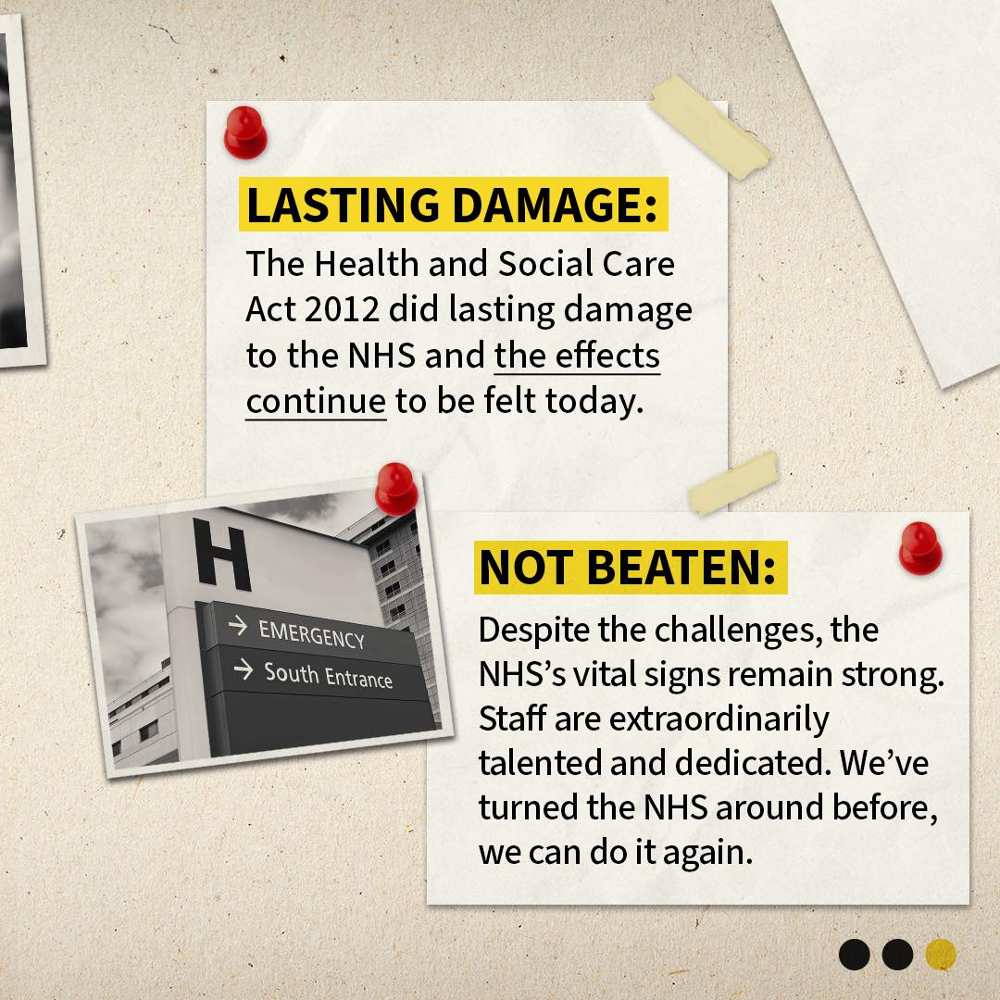 LASTING DAMAGE:
The Health and Social Care
Act 2012 did lasting damage
to the NHS and the effects
continue to be felt today.
H
→ EMERGENCY
→ South Entrance
NOT BEATEN:
Despite the challenges, the
NHS’s vital signs remain strong.
Staff are extraordinarily
talented and dedicated. We’ve
turned the NHS around before,
we can do it again.